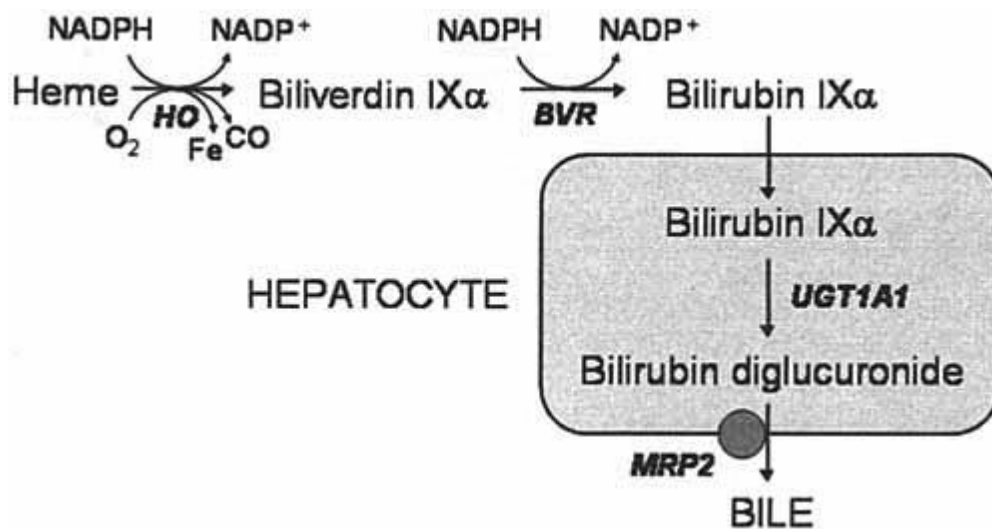 NADPH NADP+ NADPH NADP+
Heme Biliverdin IXα Bilirubin IXα
HO BVR
O2 Fe CO
Bilirubin IXα
HEPATOCYTE UGT1A1
Bilirubin diglucuronide
MRP2
BILE